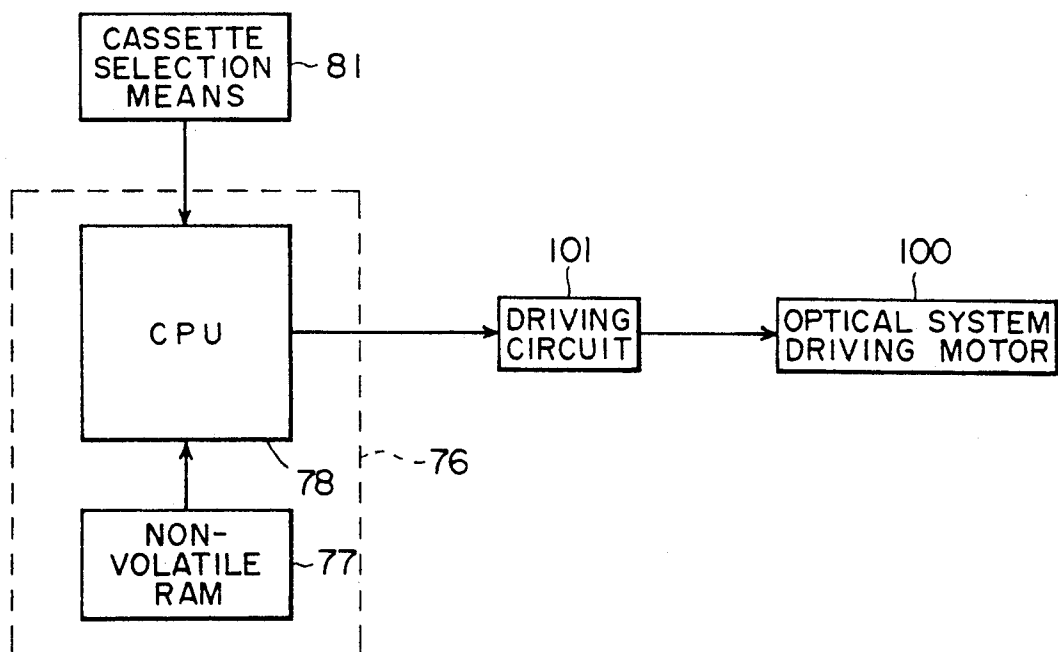 CASSETTE
SELECTION
MEANS
81
CPU
78
76
NON-
VOLATILE
RAM
77
101
DRIVING
CIRCUIT
100
OPTICAL SYSTEM
DRIVING MOTOR